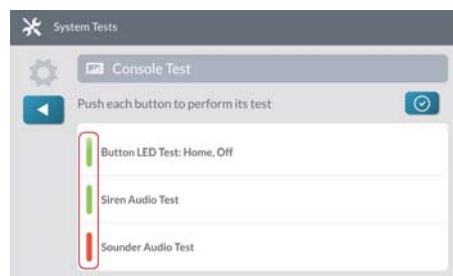 System Tests
Console Test
Push each button to perform its test
Button LED Test: Home, Off
Siren Audio Test
Sounder Audio Test